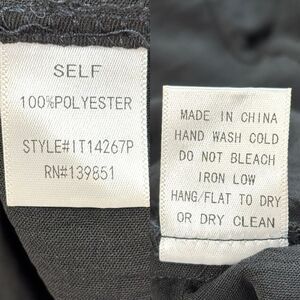 SELF
100%POLYESTER
STYLE#IT14267P
RN#139851
MADE IN CHINA
HAND WASH COLD
DO NOT BLEACH
IRON LOW
HANG/FLAT TO DRY
OR DRY CLEAN